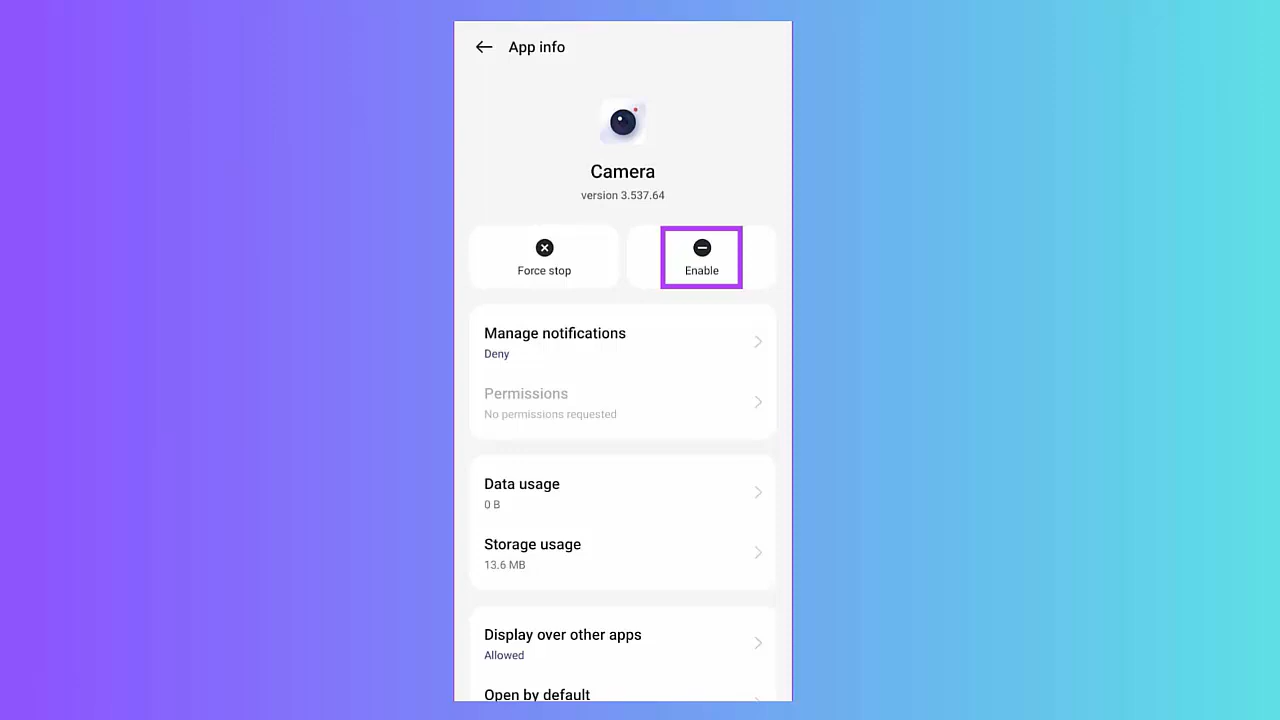 App info
Camera
version 3.537.64
Force stop
Enable
Manage notifications
Deny
Permissions
No permissions requested
Data usage
0 B
Storage usage
13.6 MB
Display over other apps
Allowed
Open by default